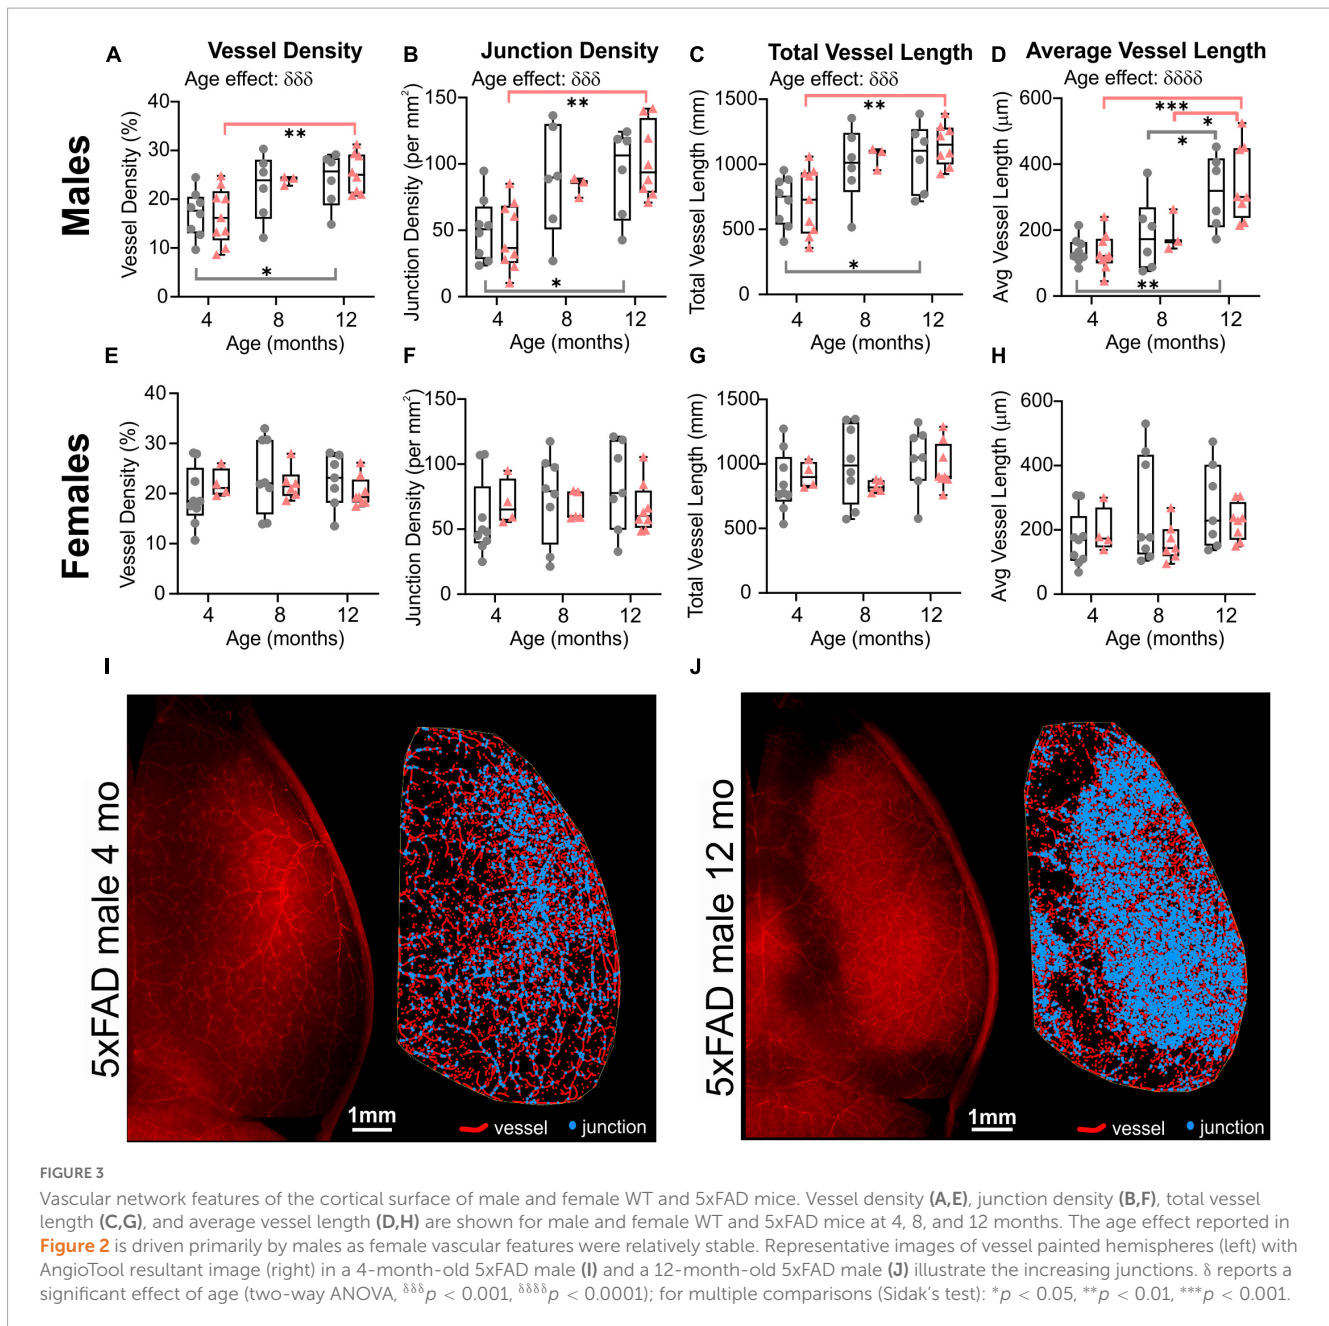 A
Vessel Density
B
Junction Density
C
Total Vessel Length
D
Average Vessel Length
Age effect: δδδ
Age effect: δδδ
Age effect: δδδ
Age effect: δδδδ
Males
Vessel Density (%)
40
30
20
10
0
**
*
4
8
12
Age (months)
Junction Density (per mm²)
150
100
50
0
**
*
4
8
12
Age (months)
Total Vessel Length (mm)
1500
1000
500
0
**
*
4
8
12
Age (months)
Avg Vessel Length (μm)
600
400
200
0
***
*
*
**
4
8
12
Age (months)
Females
E
Vessel Density (%)
40
30
20
10
0
4
8
12
Age (months)
F
Junction Density (per mm²)
150
100
50
0
4
8
12
Age (months)
G
Total Vessel Length (mm)
1500
1000
500
0
4
8
12
Age (months)
H
Avg Vessel Length (μm)
600
400
200
0
4
8
12
Age (months)
I
5xFAD male 4 mo
1mm
vessel
junction
J
5xFAD male 12 mo
1mm
vessel
junction
FIGURE 3
Vascular network features of the cortical surface of male and female WT and 5xFAD mice. Vessel density (A,E), junction density (B,F), total vessel
length (C,G), and average vessel length (D,H) are shown for male and female WT and 5xFAD mice at 4, 8, and 12 months. The age effect reported in
Figure 2 is driven primarily by males as female vascular features were relatively stable. Representative images of vessel painted hemispheres (left) with
AngioTool resultant image (right) in a 4-month-old 5xFAD male (I) and a 12-month-old 5xFAD male (J) illustrate the increasing junctions. δ reports a
significant effect of age (two-way ANOVA, δδδp < 0.001, δδδδp < 0.0001); for multiple comparisons (Sidak's test): *p < 0.05, **p < 0.01, ***p < 0.001.